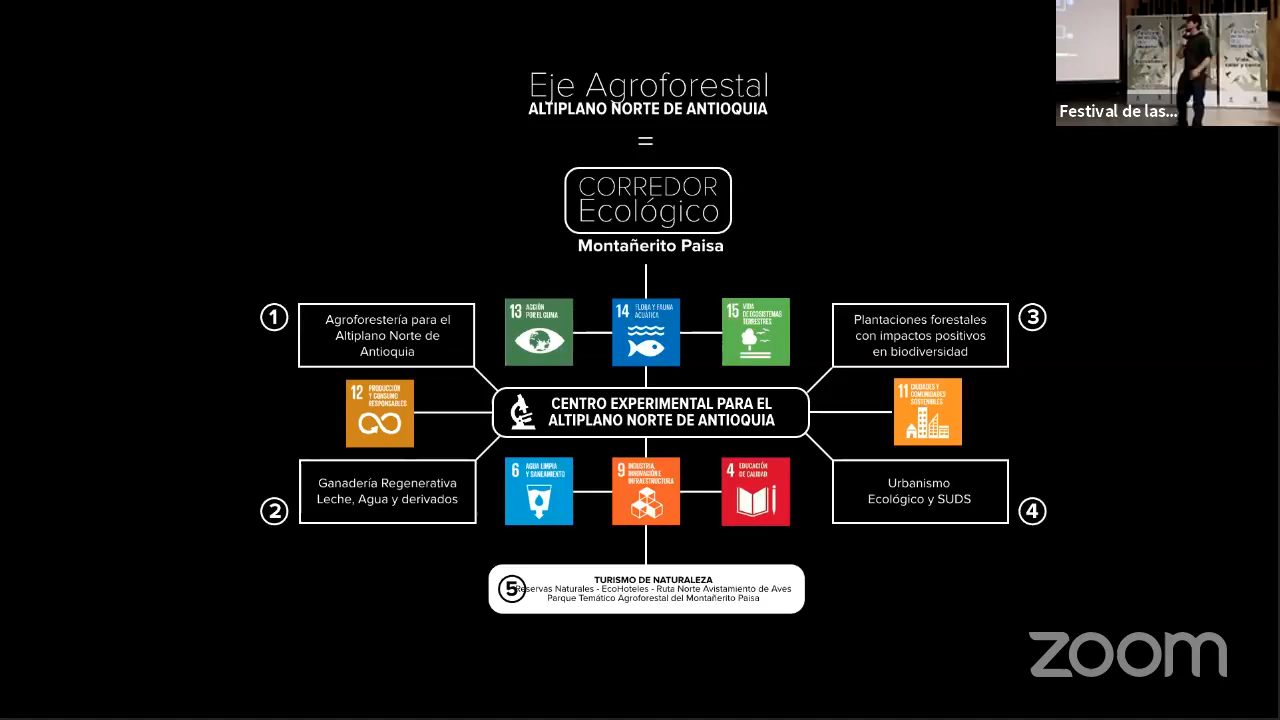 Eje Agroforestal
ALTIPLANO NORTE DE ANTIOQUIA
=
CORREDOR
Ecológico
Montañerito Paisa
1
Agroforestería para el
Altiplano Norte de
Antioquia
13 ACCIÓN
POR EL CLIMA
14 FLORA Y FAUNA
ACUÁTICA
15 VIDA
DE ECOSISTEMAS
TERRESTRES
Plantaciones forestales
con impactos positivos
en biodiversidad
3
12 PRODUCCIÓN
Y CONSUMO
RESPONSABLES
CENTRO EXPERIMENTAL PARA EL
ALTIPLANO NORTE DE ANTIOQUIA
11 CIUDADES Y
COMUNIDADES
SOSTENIBLES
2
Ganadería Regenerativa
Leche, Agua y derivados
6 AGUA LIMPIA
Y SANEAMIENTO
9 INDUSTRIA,
INNOVACIÓN E
INFRAESTRUCTURA
4 EDUCACIÓN
DE CALIDAD
Urbanismo
Ecológico y SUDS
4
5
TURISMO DE NATURALEZA
Reservas Naturales - EcoHoteles - Ruta Norte Avistamiento de Aves
Parque Temático Agroforestal del Montañerito Paisa
Festival de las...
zoom